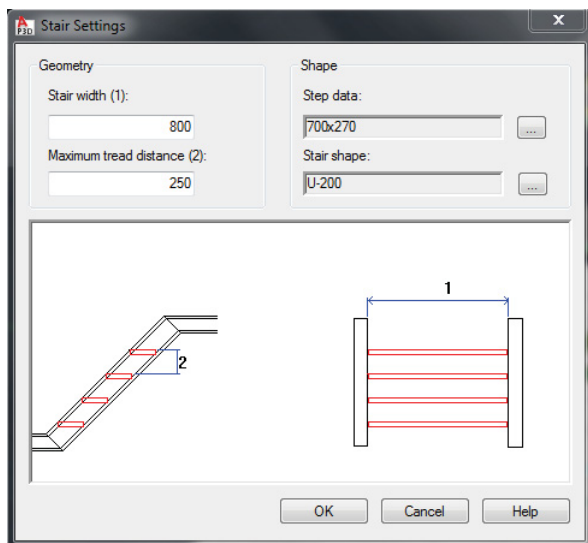 A
P3D
Stair Settings
X
Geometry
Stair width (1):
800
Maximum tread distance (2):
250
Shape
Step data:
700x270
...
Stair shape:
U-200
...
2
1
OK
Cancel
Help